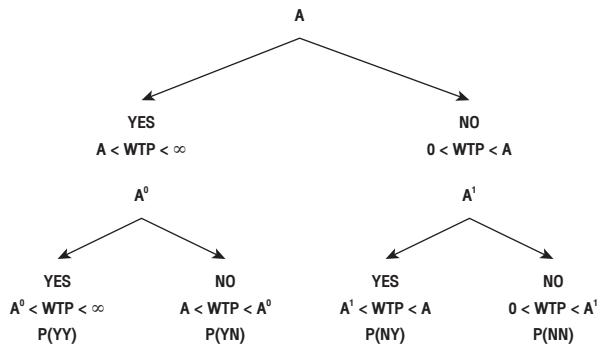 A
YES NO
A < WTP < ∞ 0 < WTP < A
A⁰ A¹
YES NO YES NO
A⁰ < WTP < ∞ A < WTP < A⁰ A¹ < WTP < A 0 < WTP < A¹
P(YY) P(YN) P(NY) P(NN)